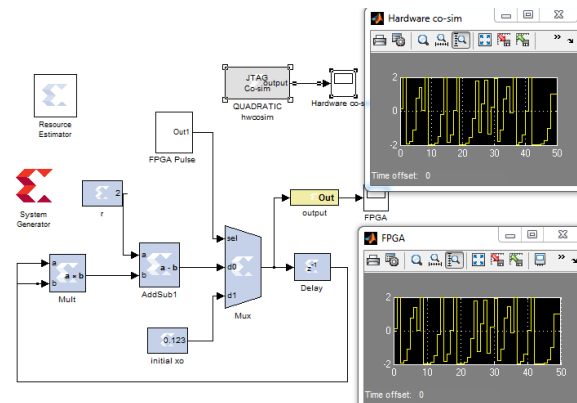 Hardware co-sim
»
2
0
-2
0 10 20 30 40 50
Time offset: 0
JTAG
Co-sim
output
QUADRATIC
hwcosim
Hardware co-s
Resource
Estimator
Out1
FPGA Pulse
System
Generator
2
r
Out
output
FPGA
sel
d0
d1
Mux
a
b
a × b
Mult
a
b
a - b
AddSub1
z-1
Delay
0.123
initial xo
FPGA
»
2
0
-2
0 10 20 30 40 50
Time offset: 0